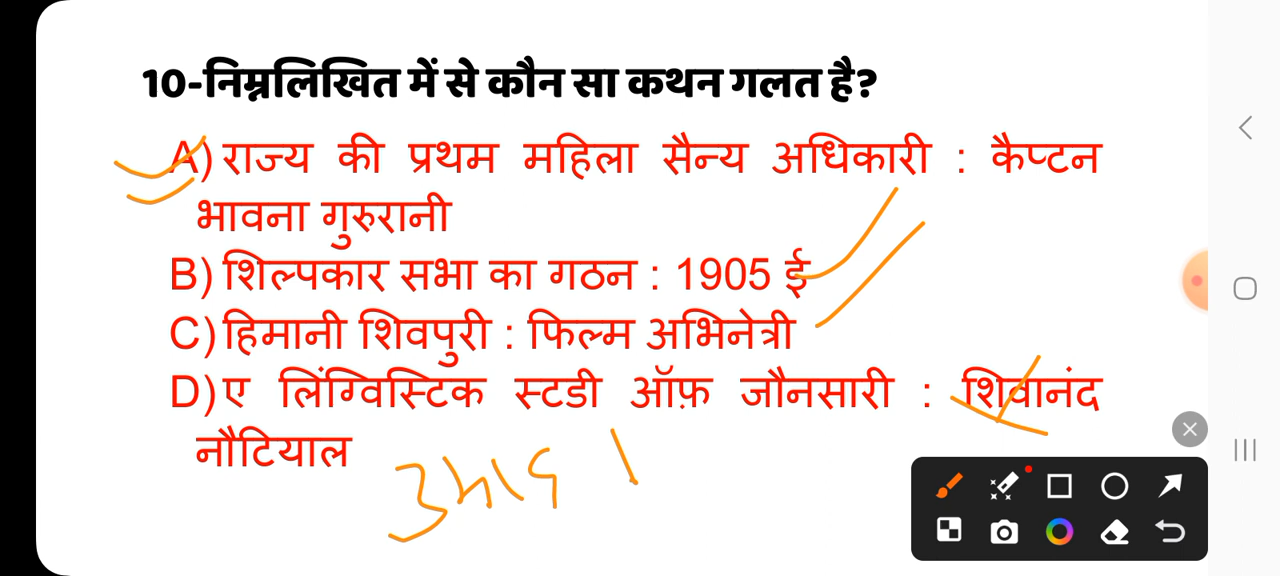 10-निम्नलिखित में से कौन सा कथन गलत है?
A) राज्य की प्रथम महिला सैन्य अधिकारी : कैप्टन
भावना गुरुरानी
B) शिल्पकार सभा का गठन : 1905 ई
C) हिमानी शिवपुरी : फिल्म अभिनेत्री
D) ए लिंग्विस्टिक स्टडी ऑफ़ जौनसारी : शिवानंद
नौटियाल